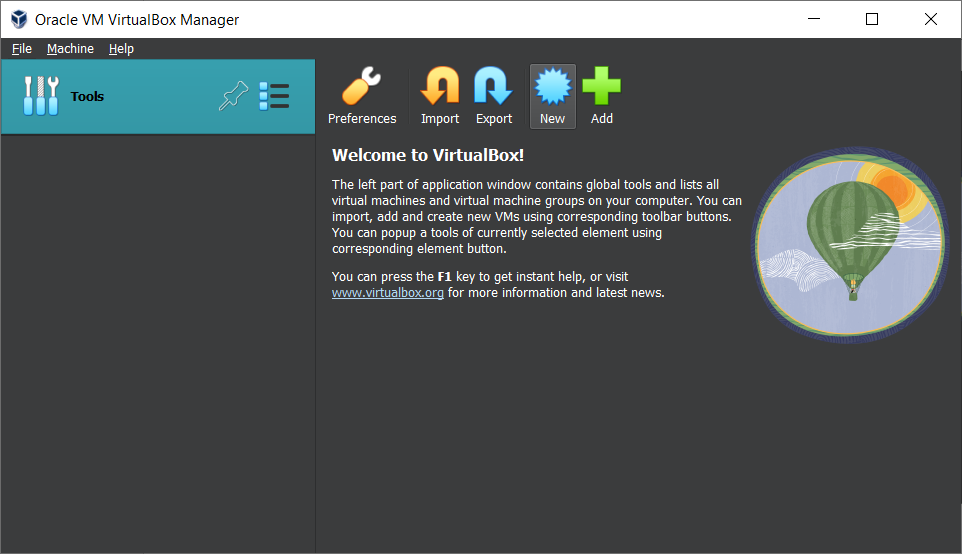 Oracle VM VirtualBox Manager
File Machine Help
Tools
Preferences Import Export New Add
Welcome to VirtualBox!
The left part of application window contains global tools and lists all
virtual machines and virtual machine groups on your computer. You can
import, add and create new VMs using corresponding toolbar buttons.
You can popup a tools of currently selected element using
corresponding element button.
You can press the F1 key to get instant help, or visit
www.virtualbox.org for more information and latest news.